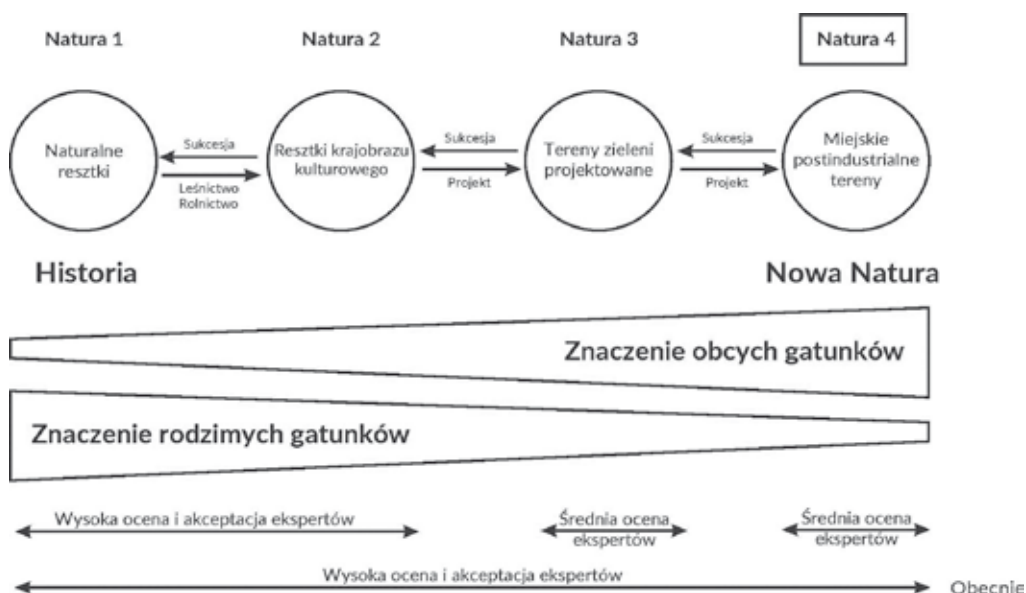 Natura 1
Natura 2
Natura 3
Natura 4
Naturalne
resztki
Sukcesja
Leśnictwo
Rolnictwo
Resztki krajobrazu
kulturowego
Sukcesja
Projekt
Tereny zieleni
projektowane
Sukcesja
Projekt
Miejskie
postindustrialne
tereny
Historia
Nowa Natura
Znaczenie obcych gatunków
Znaczenie rodzimych gatunków
Wysoka ocena i akceptacja ekspertów
Średnia ocena
ekspertów
Średnia ocena
ekspertów
Wysoka ocena i akceptacja ekspertów
Obecnie